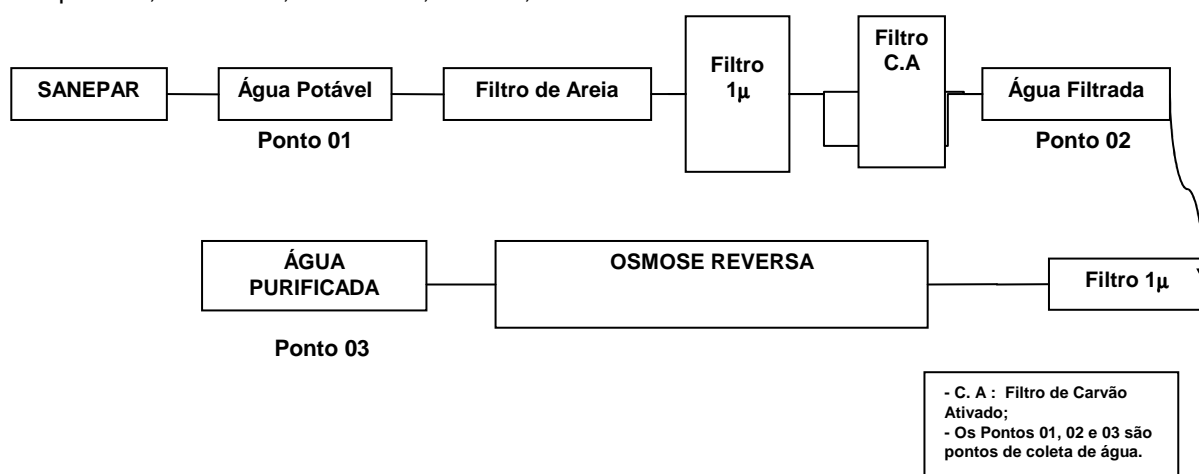 Filtro
1μ
Filtro
C.A
SANEPAR
Água Potável
Filtro de Areia
Água Filtrada
Ponto 01
Ponto 02
ÁGUA
PURIFICADA
OSMOSE REVERSA
Filtro 1μ
Ponto 03
- C. A : Filtro de Carvão
Ativado;
- Os Pontos 01, 02 e 03 são
pontos de coleta de água.